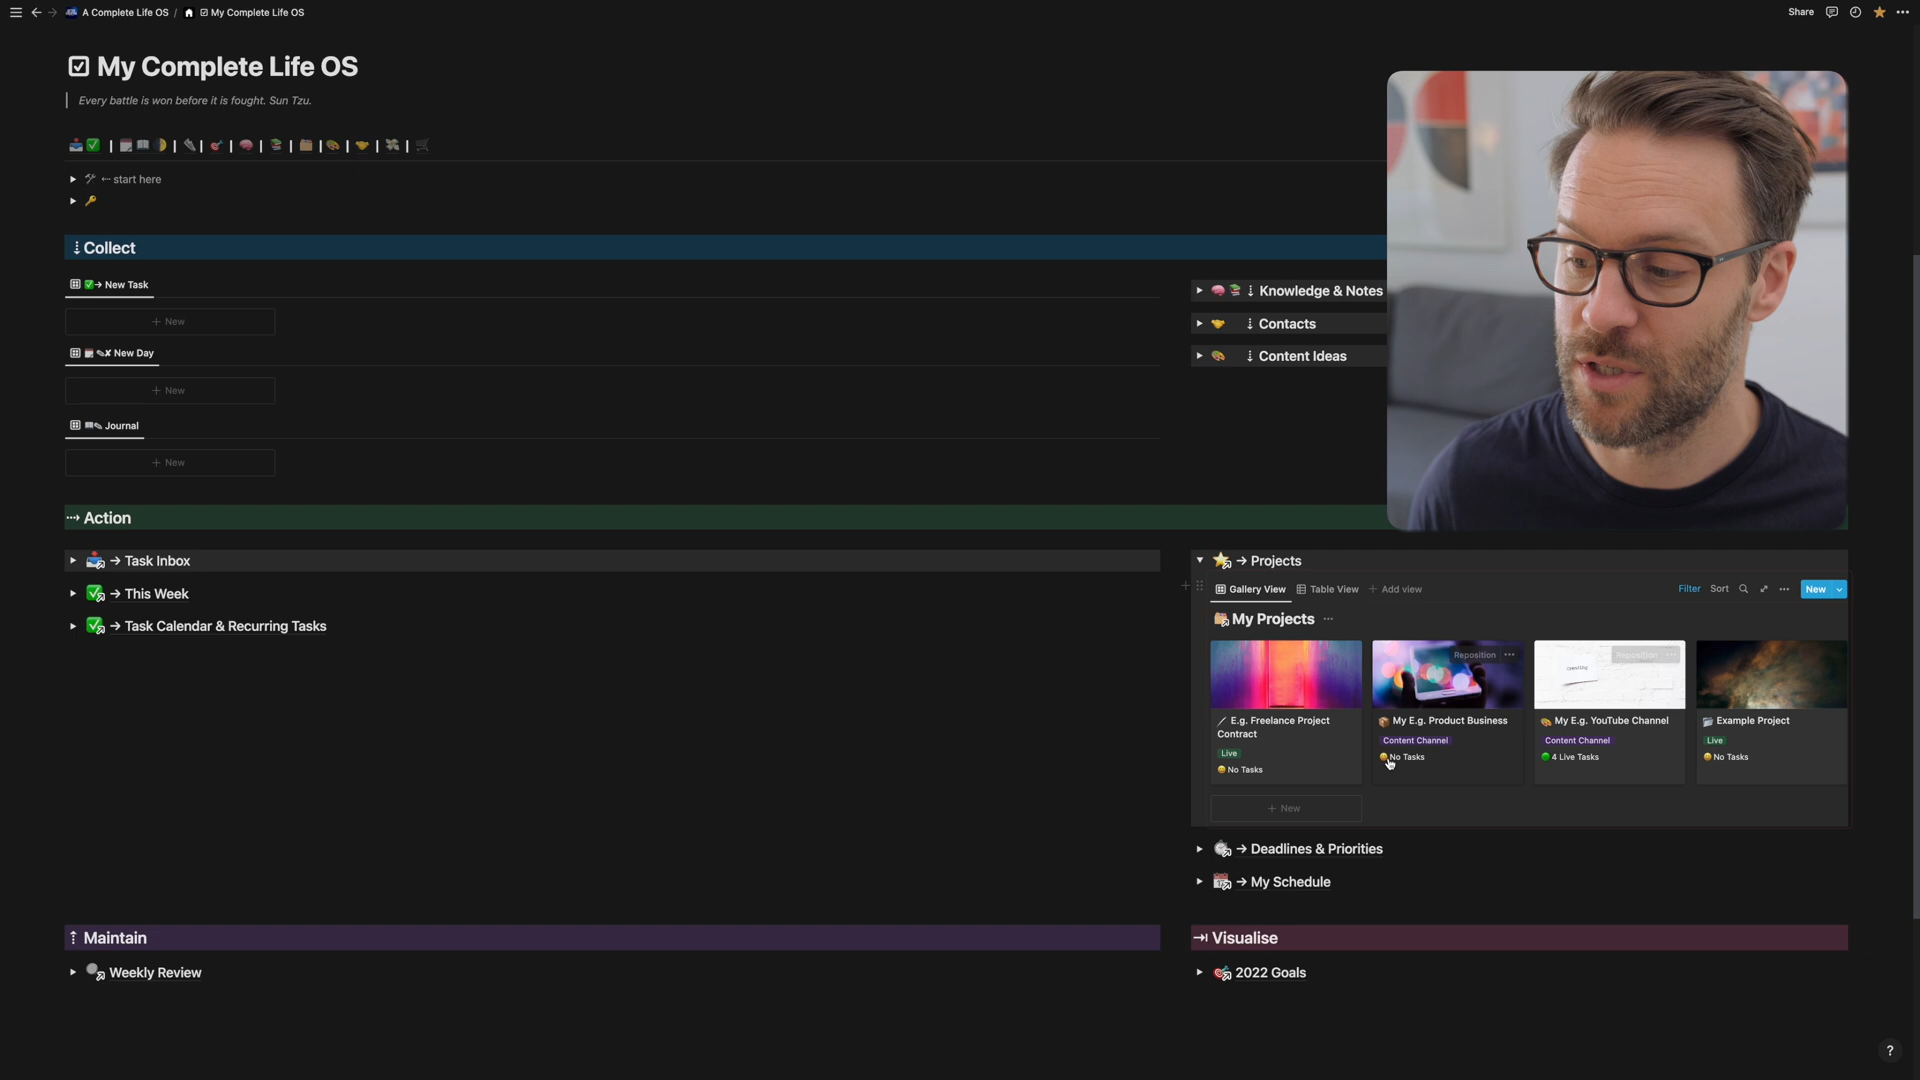 A Complete Life OS / My Complete Life OS
Share
My Complete Life OS
Every battle is won before it is fought. Sun Tzu.
start here
Collect
New Task
+ New
New Day
+ New
Journal
+ New
Knowledge & Notes
Contacts
Content Ideas
Action
→ Task Inbox
→ This Week
→ Task Calendar & Recurring Tasks
→ Projects
Gallery View Table View + Add view
Filter Sort New
My Projects
E.g. Freelance Project
Contract
Live
No Tasks
Reposition
My E.g. Product Business
Content Channel
No Tasks
Reposition
My E.g. YouTube Channel
Content Channel
4 Live Tasks
Example Project
Live
No Tasks
+ New
→ Deadlines & Priorities
→ My Schedule
Maintain
Weekly Review
Visualise
2022 Goals
?